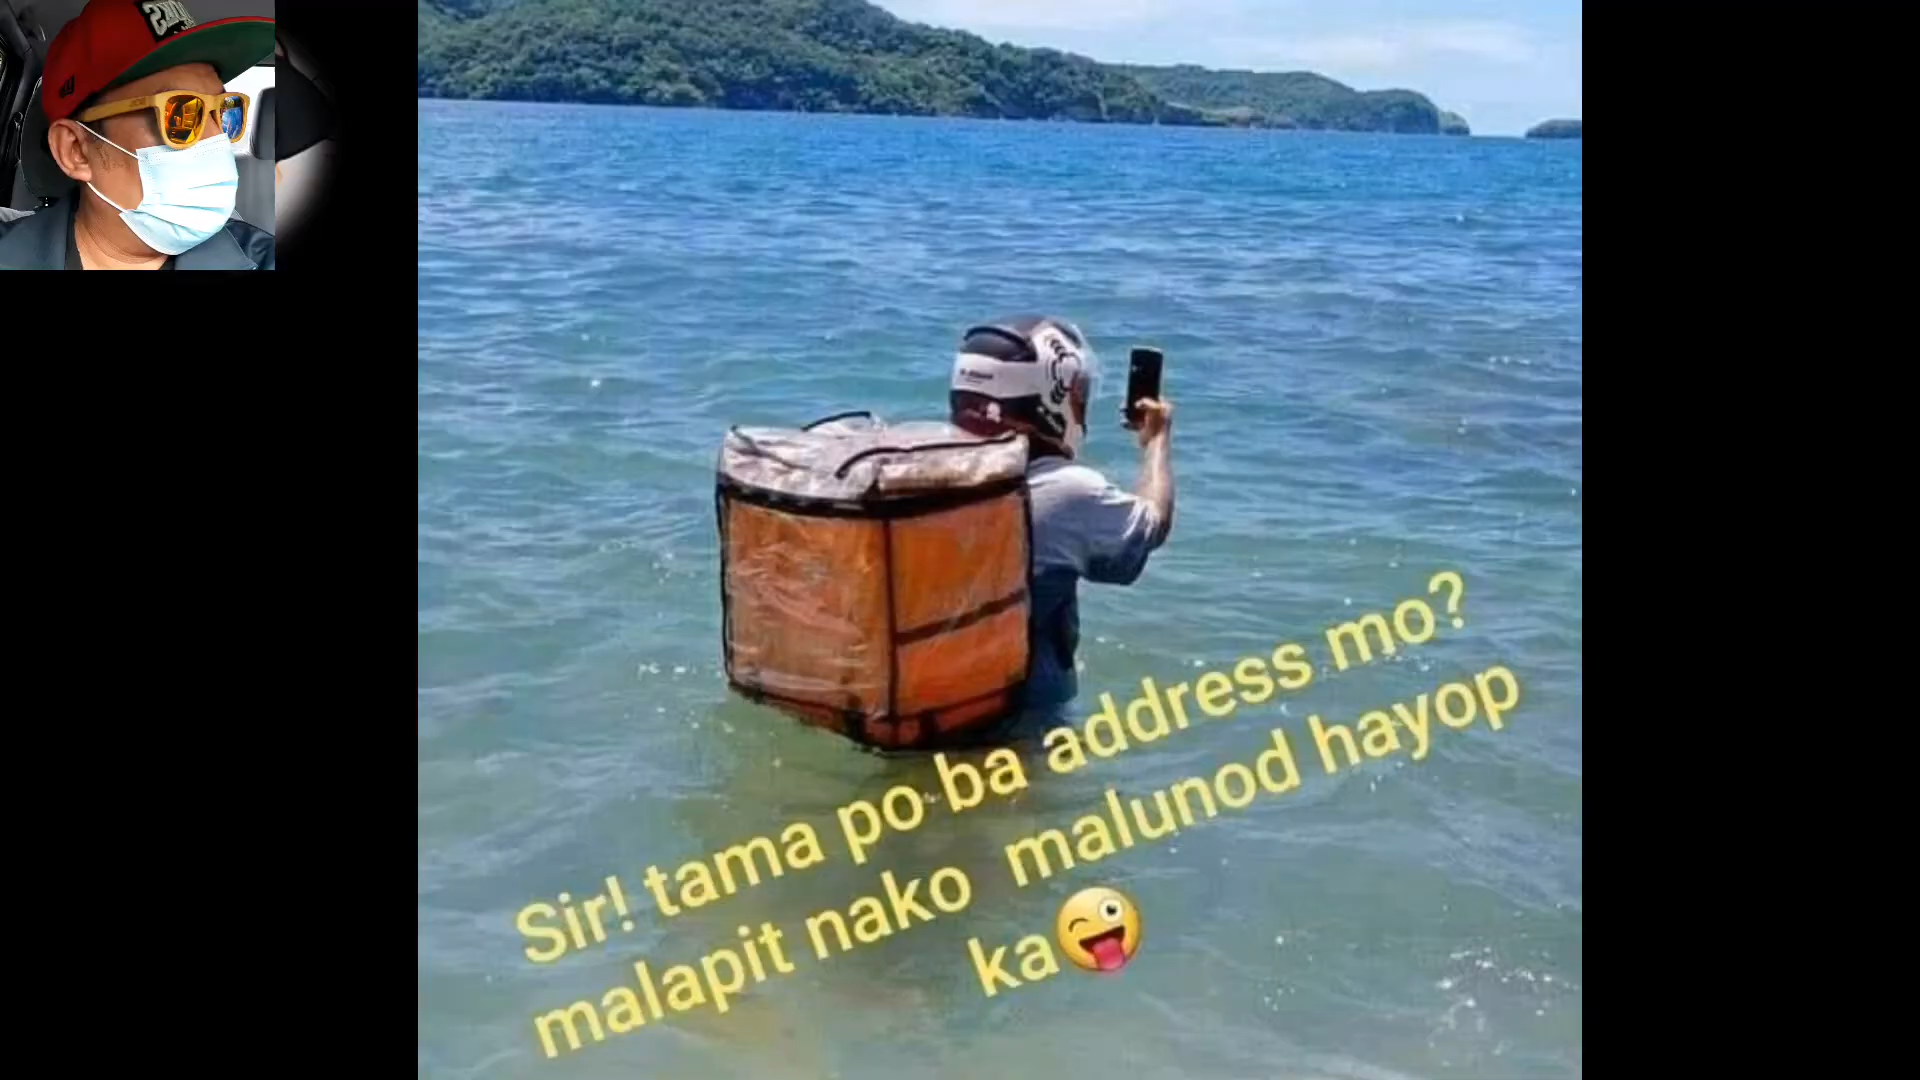 Sir! tama po ba address mo?
malapit nako malunod hayop
ka😜